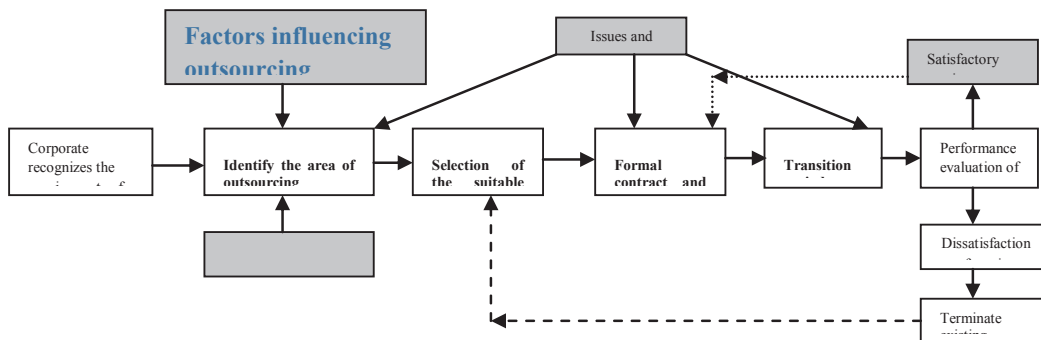 Factors influencing
outsourcing
Issues and
Satisfactory
Corporate
recognizes the
Identify the area of
outsourcing
Selection of
the suitable
Formal
contract and
Transition
Performance
evaluation of
Dissatisfaction
Terminate
existing